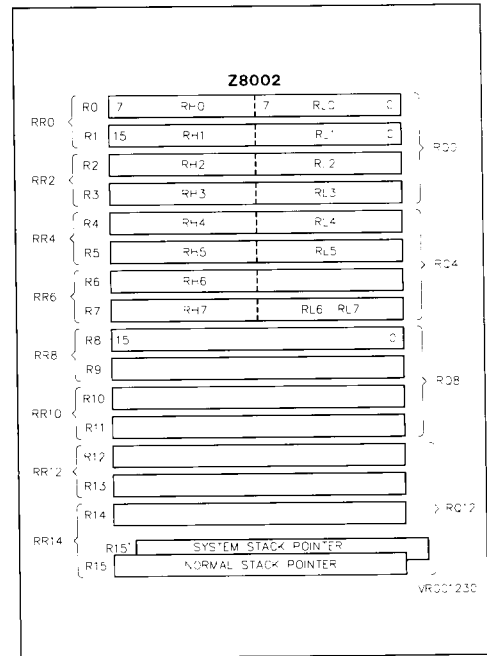 Z8002
R0 7 RH0 7 RL0 0
RR0
R1 15 RH1 RL1 0
RQ0
R2 RH2 RL2
RR2
R3 RH3 RL3
R4 RH4 RL4
RR4
R5 RH5 RL5
RQ4
R6 RH6
RR6
R7 RH7 RL6 RL7
R8 15 0
RR8
R9
RQ8
R10
RR10
R11
R12
RR12
R13
RQ12
R14
RR14
R15' SYSTEM STACK POINTER
R15 NORMAL STACK POINTER
VR001230